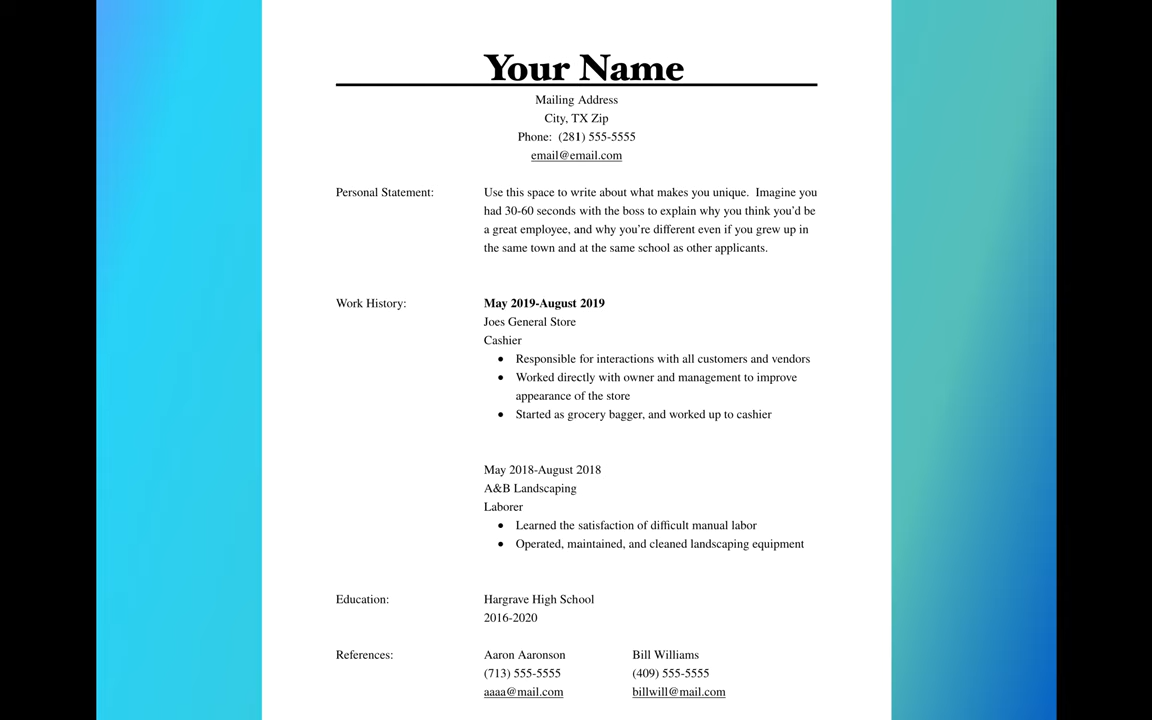 Your Name
Mailing Address
City, TX Zip
Phone:  (281) 555-5555
email@email.com
Personal Statement:
Use this space to write about what makes you unique.  Imagine you
had 30-60 seconds with the boss to explain why you think you'd be
a great employee, and why you're different even if you grew up in
the same town and at the same school as other applicants.
Work History:
May 2019-August 2019
Joes General Store
Cashier
• Responsible for interactions with all customers and vendors
• Worked directly with owner and management to improve
appearance of the store
• Started as grocery bagger, and worked up to cashier
May 2018-August 2018
A&B Landscaping
Laborer
• Learned the satisfaction of difficult manual labor
• Operated, maintained, and cleaned landscaping equipment
Education:
Hargrave High School
2016-2020
References:
Aaron Aaronson Bill Williams
(713) 555-5555 (409) 555-5555
aaaa@mail.com billwill@mail.com